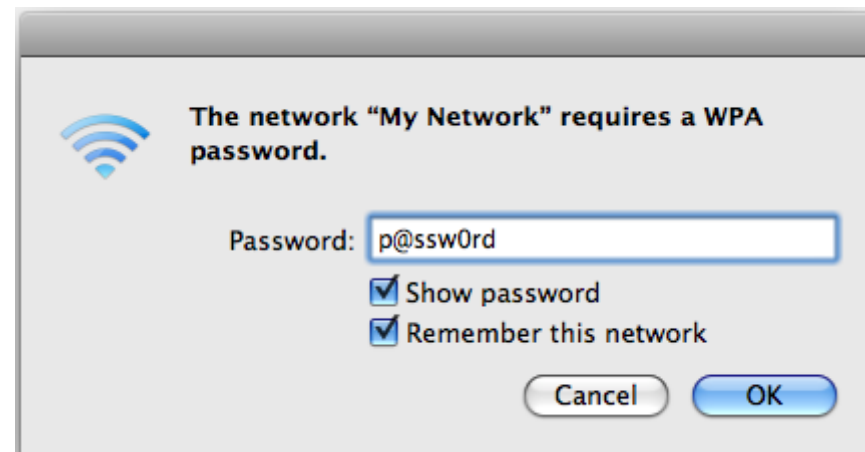 The network “My Network” requires a WPA
password.
Password: p@ssw0rd
Show password
Remember this network
Cancel OK